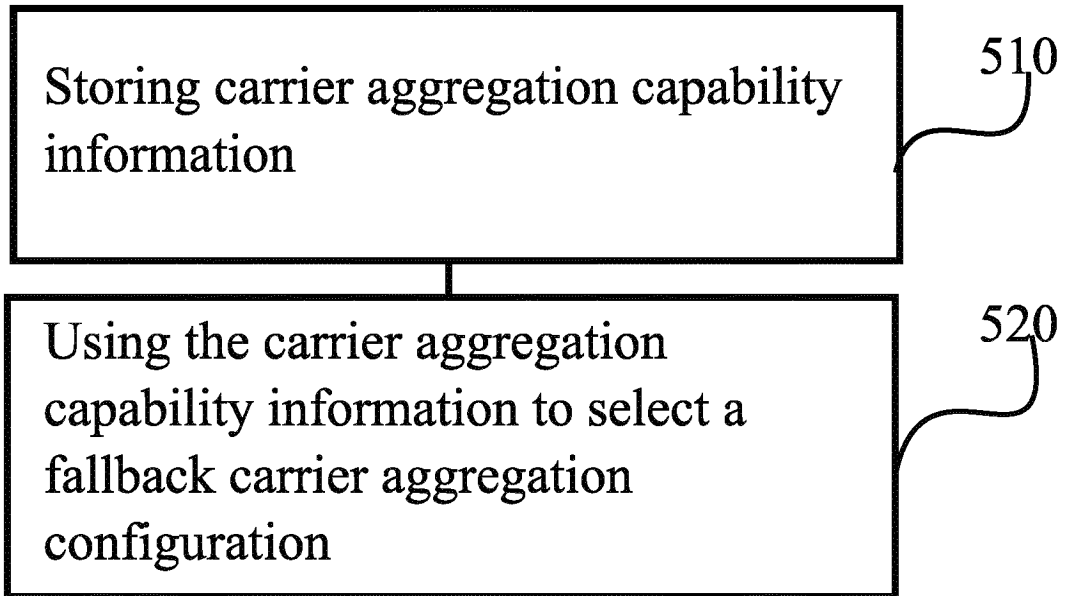 Storing carrier aggregation capability
information
510
Using the carrier aggregation
capability information to select a
fallback carrier aggregation
configuration
520